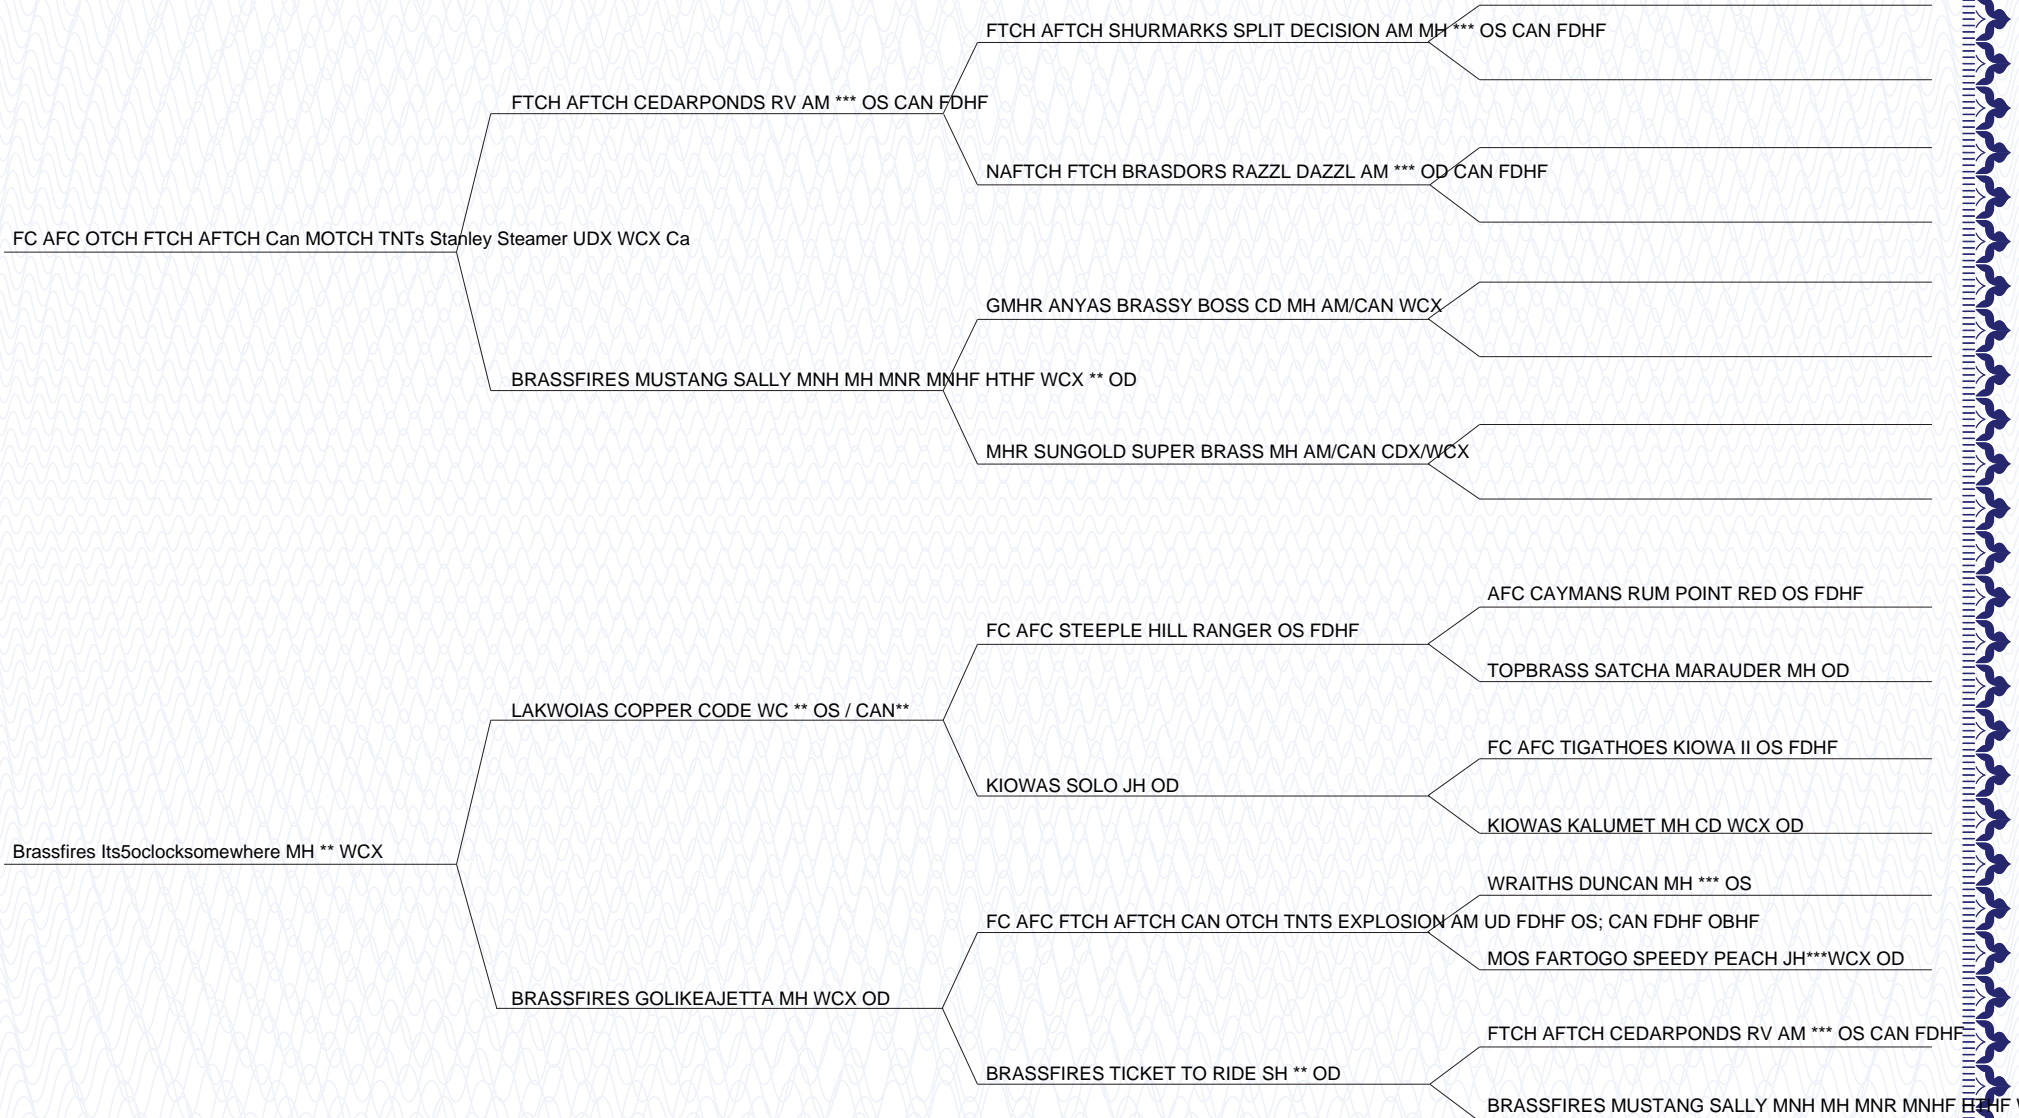 FTCH AFTCH SHURMARKS SPLIT DECISION AM MH *** OS CAN FDHF
FTCH AFTCH CEDARPONDS RV AM *** OS CAN FDHF
NAFTCH FTCH BRASDORS RAZZL DAZZL AM *** OD CAN FDHF
FC AFC OTCH FTCH AFTCH Can MOTCH TNTs Stanley Steamer UDX WCX Ca
GMHR ANYAS BRASSY BOSS CD MH AM/CAN WCX
BRASSFIRES MUSTANG SALLY MNH MH MNR MNHF HTHF WCX ** OD
MHR SUNGOLD SUPER BRASS MH AM/CAN CDX/WCX
AFC CAYMANS RUM POINT RED OS FDHF
FC AFC STEEPLE HILL RANGER OS FDHF
TOPBRASS SATCHA MARAUDER MH OD
LAKWOIAS COPPER CODE WC ** OS / CAN**
FC AFC TIGATHOES KIOWA II OS FDHF
KIOWAS SOLO JH OD
KIOWAS KALUMET MH CD WCX OD
Brassfires Its5oclocksomewhere MH ** WCX
WRAITHS DUNCAN MH *** OS
FC AFC FTCH AFTCH CAN OTCH TNTS EXPLOSION AM UD FDHF OS; CAN FDHF OBHF
MOS FARTOGO SPEEDY PEACH JH***WCX OD
BRASSFIRES GOLIKEAJETTA MH WCX OD
FTCH AFTCH CEDARPONDS RV AM *** OS CAN FDHF
BRASSFIRES TICKET TO RIDE SH ** OD
BRASSFIRES MUSTANG SALLY MNH MH MNR MNHF HTHF